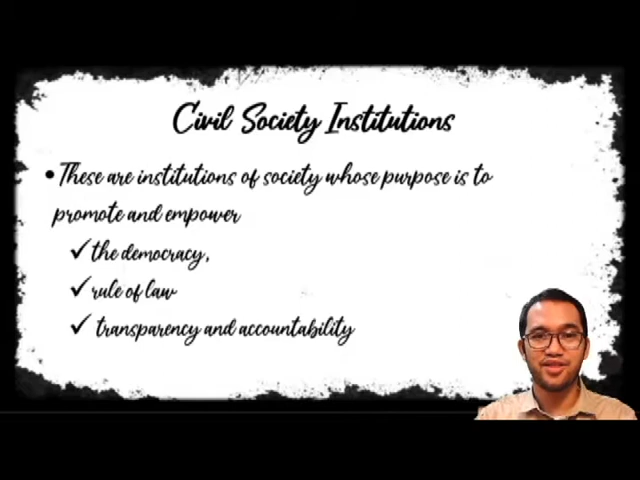 Civil Society Institutions
• These are institutions of society whose purpose is to
promote and empower
✓ the democracy,
✓ rule of law
✓ transparency and accountability